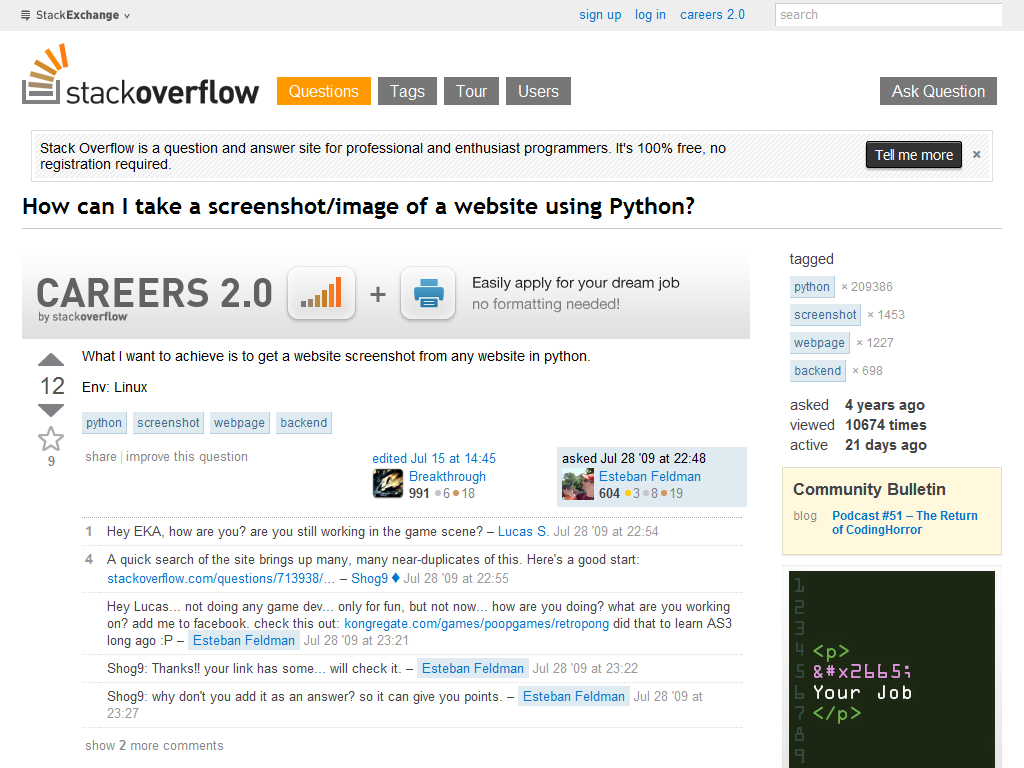 StackExchange
sign up log in careers 2.0 search
stackoverflow
Questions Tags Tour Users Ask Question
Stack Overflow is a question and answer site for professional and enthusiast programmers. It's 100% free, no
registration required.
Tell me more ×
How can I take a screenshot/image of a website using Python?
CAREERS 2.0
by stackoverflow
+
Easily apply for your dream job
no formatting needed!
12
What I want to achieve is to get a website screenshot from any website in python.
Env: Linux
python screenshot webpage backend
9
share | improve this question
edited Jul 15 at 14:45
Breakthrough
991 ●6 ●18
asked Jul 28 '09 at 22:48
Esteban Feldman
604 ●3 ●8 ●19
1 Hey EKA, how are you? are you still working in the game scene? – Lucas S. Jul 28 '09 at 22:54
4 A quick search of the site brings up many, many near-duplicates of this. Here's a good start:
stackoverflow.com/questions/713938/… – Shog9 ♦ Jul 28 '09 at 22:55
Hey Lucas... not doing any game dev... only for fun, but not now... how are you doing? what are you working
on? add me to facebook. check this out: kongregate.com/games/poopgames/retropong did that to learn AS3
long ago :P – Esteban Feldman Jul 28 '09 at 23:21
Shog9: Thanks!! your link has some... will check it. – Esteban Feldman Jul 28 '09 at 23:22
Shog9: why don't you add it as an answer? so it can give you points. – Esteban Feldman Jul 28 '09 at
23:27
show 2 more comments
tagged
python × 209386
screenshot × 1453
webpage × 1227
backend × 698
asked 4 years ago
viewed 10674 times
active 21 days ago
Community Bulletin
blog Podcast #51 – The Return
of CodingHorror
1
2
3
4 <p>
5 &#x2665;
6 Your Job
7 </p>
8
9